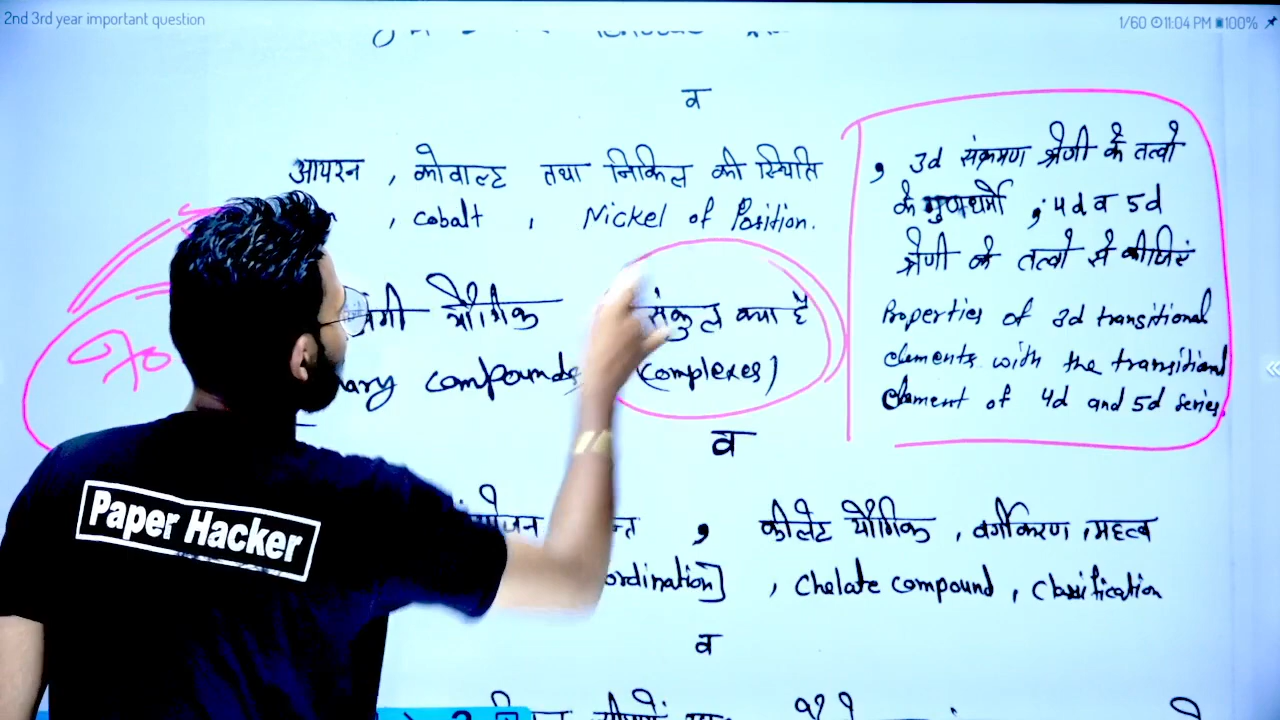 2nd 3rd year important question
1/60 11:04 PM 100%
व
आयरन , कोवाल्ट तथा निकिल की स्थिति
, cobalt , Nickel of Position.
, 3d संक्रमण श्रेणी के तत्वो
के गुणधर्मो , 4d व 5d
श्रेणी के तत्वो से कीजिए
Properties of 3d transitional
elements with the transitional
element of 4d and 5d series
यौगिक संकुल क्या है
compounds (complexes)
%
व
Paper Hacker
, कीलेट यौगिक , वर्गीकरण , महत्व
, Chelate compound , Classification
व